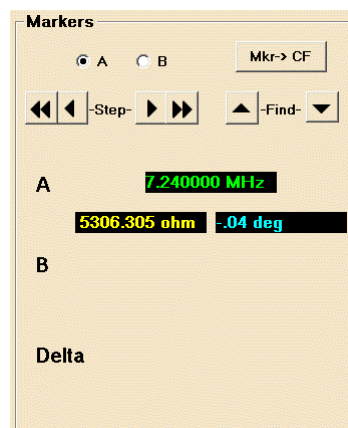 Markers
A B Mkr-> CF
-Step- -Find-
A 7.240000 MHz
5306.305 ohm -.04 deg
B
Delta